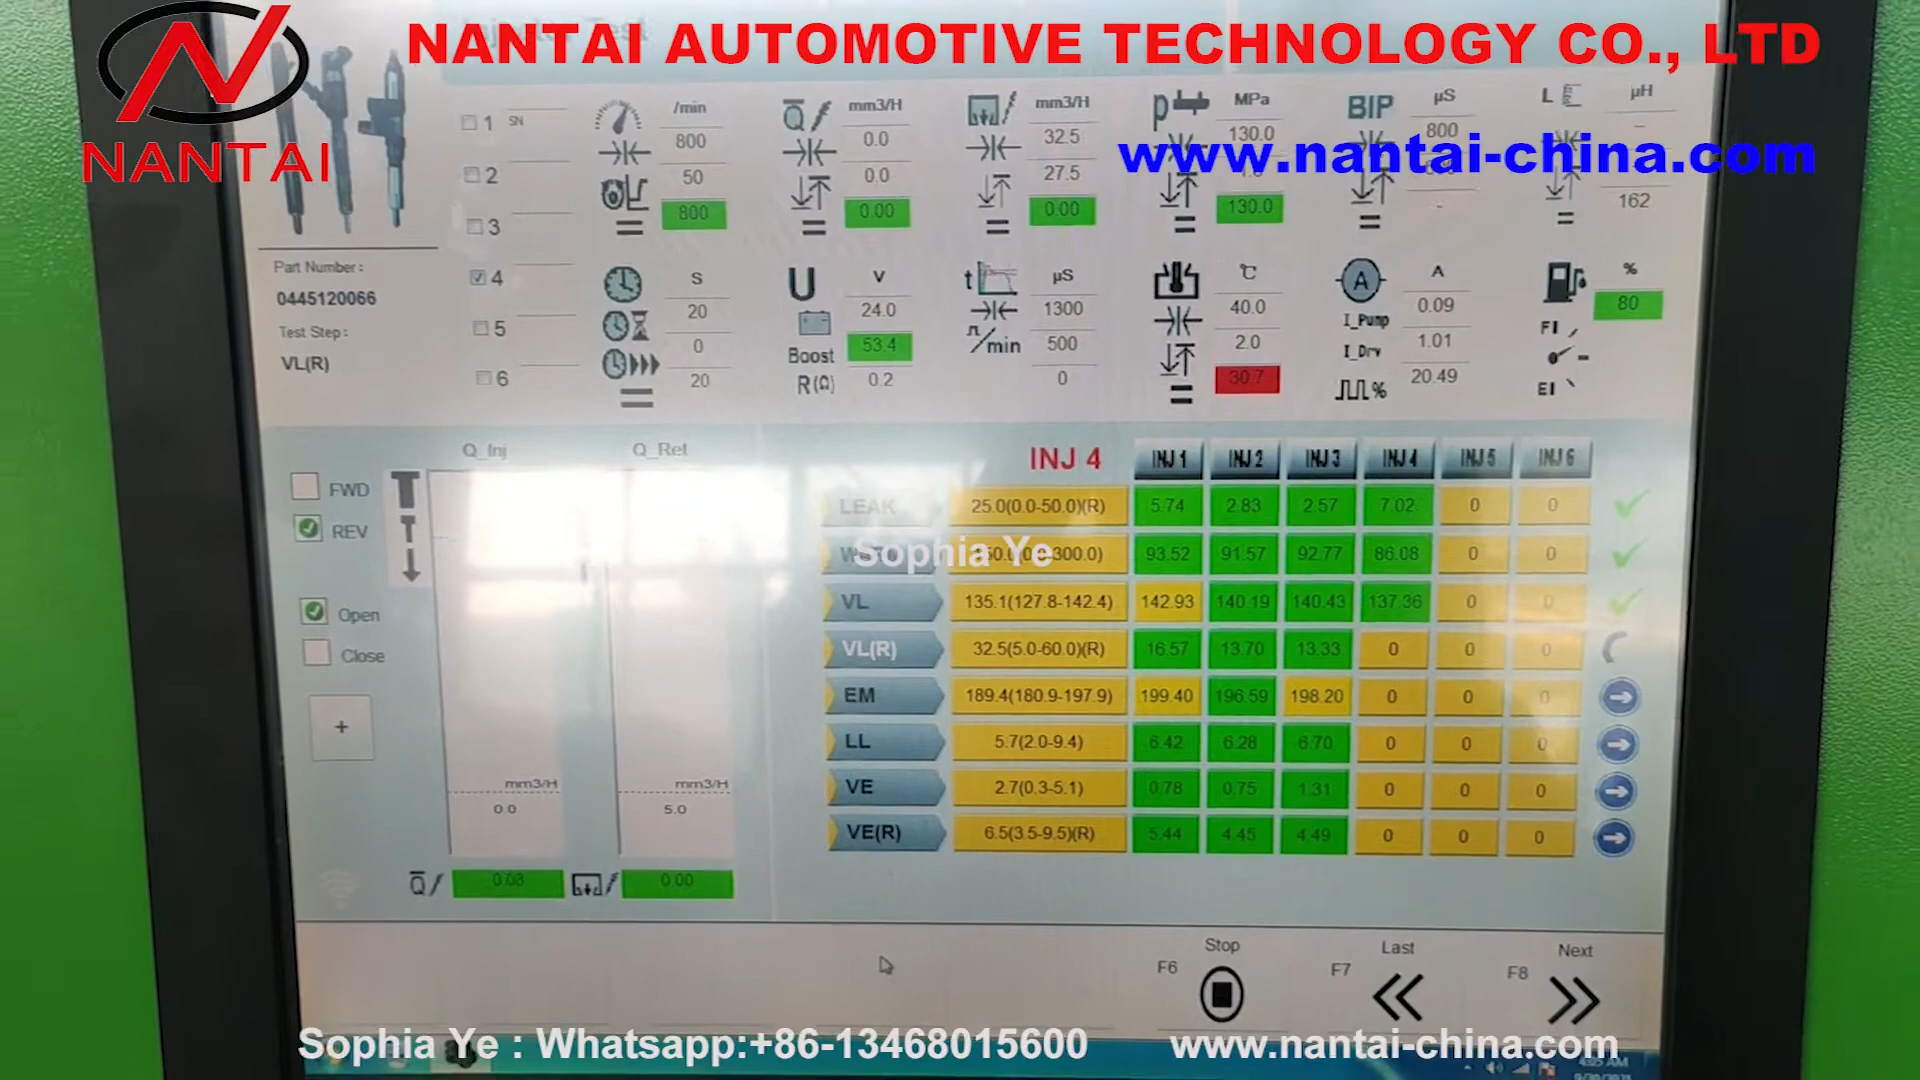 NANTAI AUTOMOTIVE TECHNOLOGY CO., LTD
NANTAI
www.nantai-china.com
Part Number :
0445120066
Test Step :
VL(R)
1 SN
2
3
4
5
6
/min
800
50
800
mm3/H
0.0
0.0
0.00
mm3/H
32.5
27.5
0.00
p MPa
130.0
130.0
BIP µS
800
-
L µH
-
162
S
20
0
20
U V
24.0
Boost 53.4
R(Ω) 0.2
t µS
1300
/min 500
0
℃
40.0
2.0
30.7
A A
I_Pump 0.09
I_Drv 1.01
% 20.49
%
80
FI
EI
Q_Inj Q_Ret
FWD
REV
Open
Close
+
mm3/H mm3/H
0.0 5.0
0.00
INJ 4 INJ 1 INJ 2 INJ 3 INJ 4 INJ 5 INJ 6
LEAK 25.0(0.0-50.0)(R) 5.74 2.83 2.57 7.02 0 0
Sophia Ye
93.52 91.57 92.77 86.08 0 0
VL 135.1(127.8-142.4) 142.93 140.19 140.43 137.36 0 0
VL(R) 32.5(5.0-60.0)(R) 16.57 13.70 13.33 0 0 0
EM 189.4(180.9-197.9) 199.40 196.59 198.20 0 0 0
LL 5.7(2.0-9.4) 6.42 6.28 6.70 0 0 0
VE 2.7(0.3-5.1) 0.78 0.75 1.31 0 0 0
VE(R) 6.5(3.5-9.5)(R) 5.44 4.45 4.49 0 0 0
Stop Last Next
F6 F7 F8
Sophia Ye : Whatsapp:+86-13468015600 www.nantai-china.com